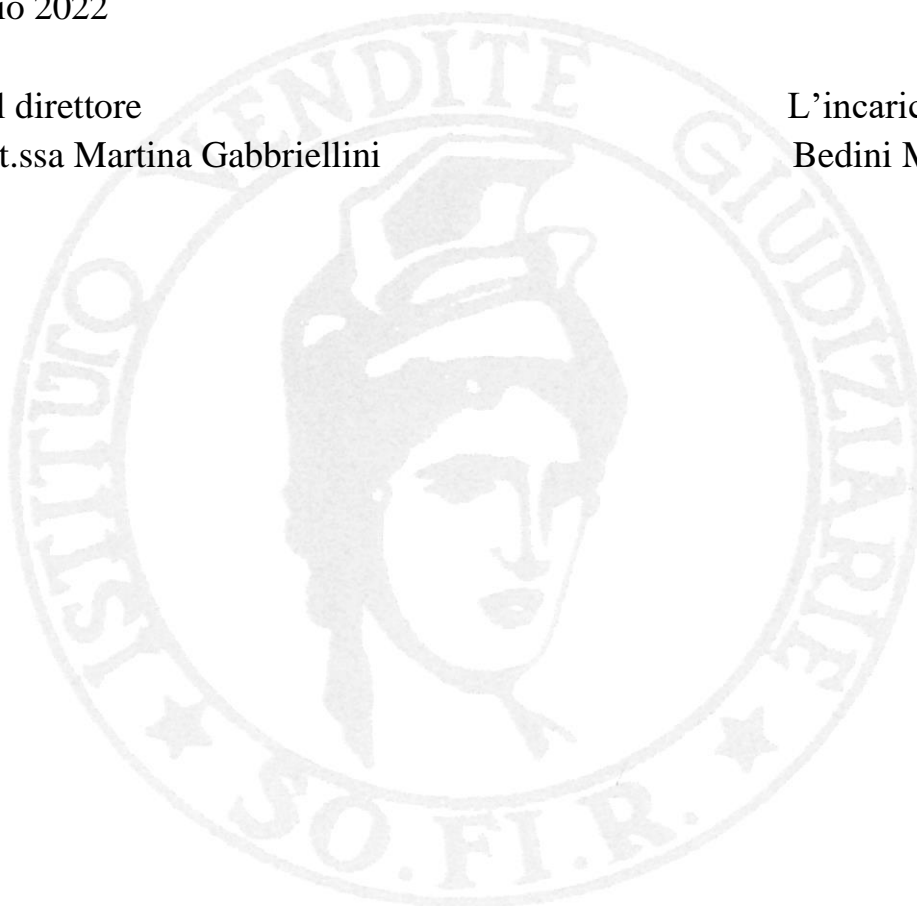 io 2022
l direttore L’incaric
t.ssa Martina Gabbriellini Bedini M
ISTITUTO VENDITE GIUDIZIARIE
SO.FI.R.